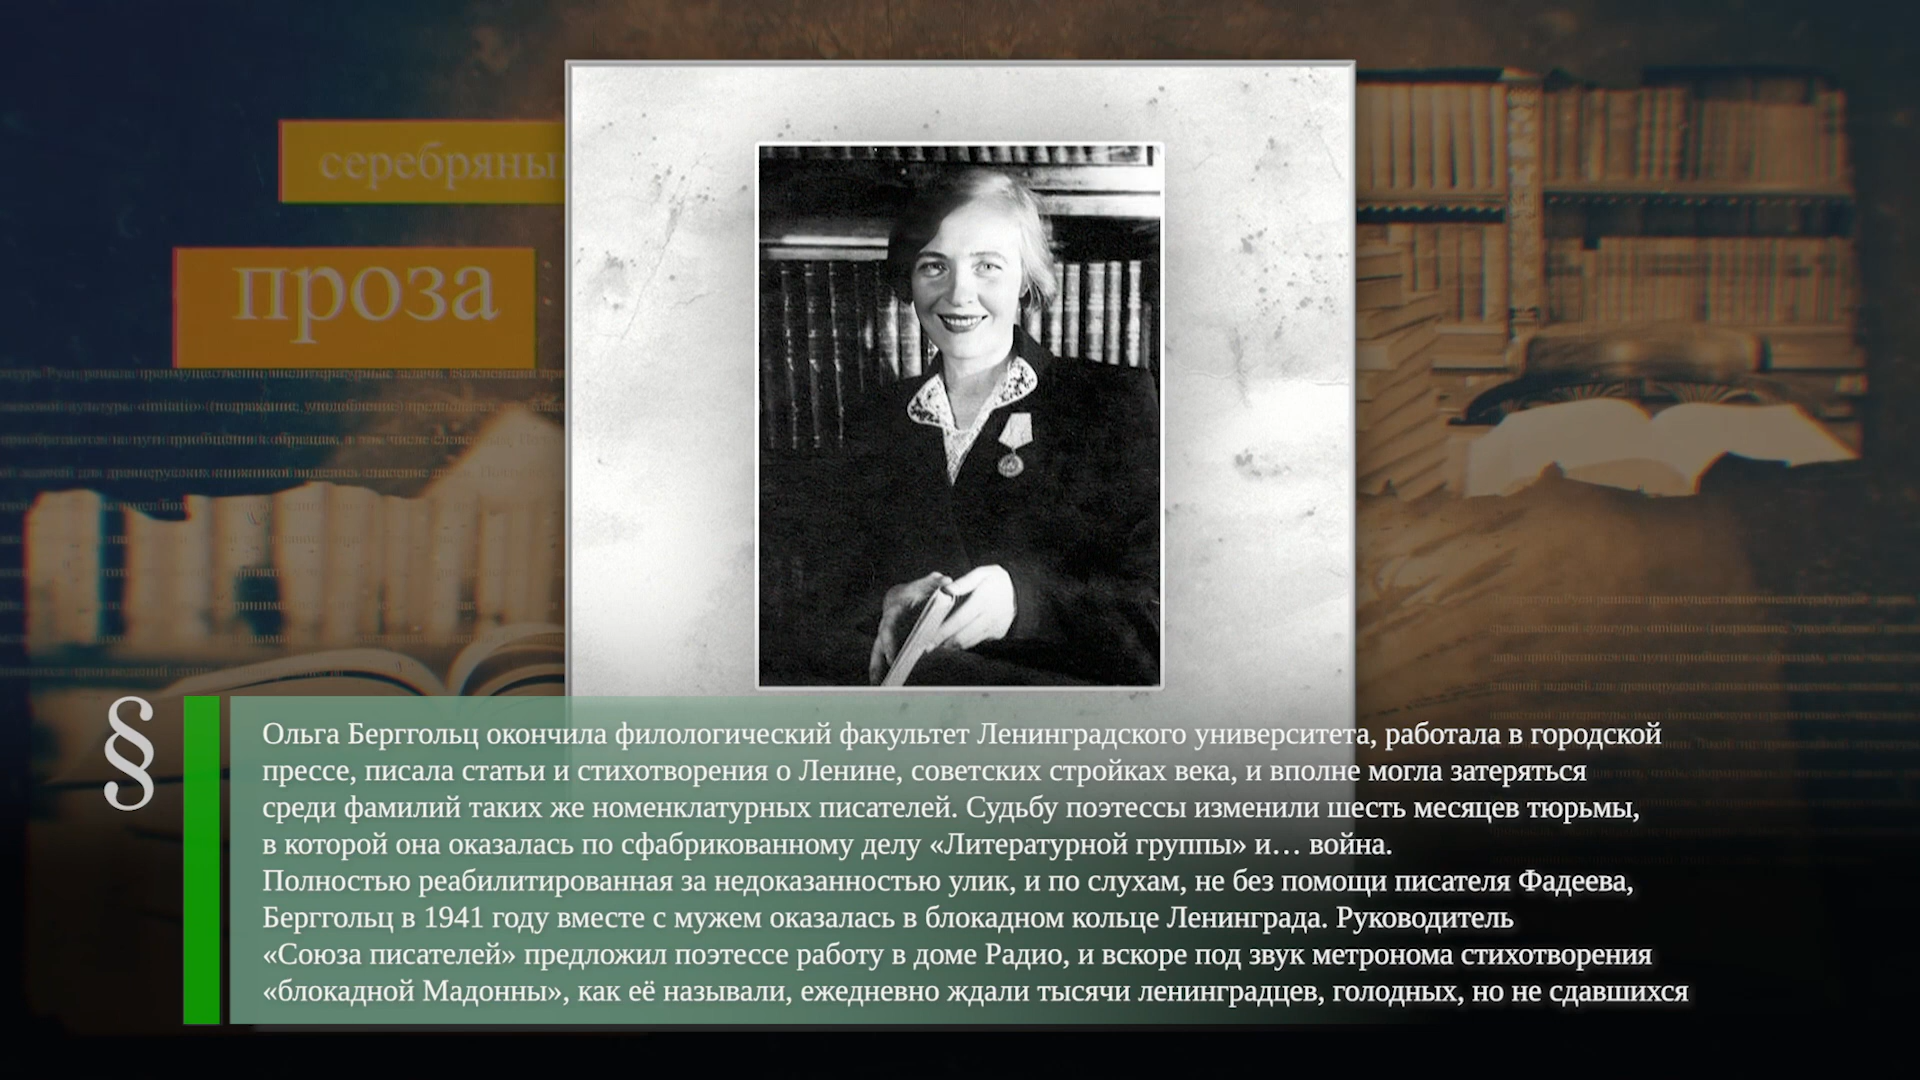 серебряны
проза
§
Ольга Берггольц окончила филологический факультет Ленинградского университета, работала в городской
прессе, писала статьи и стихотворения о Ленине, советских стройках века, и вполне могла затеряться
среди фамилий таких же номенклатурных писателей. Судьбу поэтессы изменили шесть месяцев тюрьмы,
в которой она оказалась по сфабрикованному делу «Литературной группы» и… война.
Полностью реабилитированная за недоказанностью улик, и по слухам, не без помощи писателя Фадеева,
Берггольц в 1941 году вместе с мужем оказалась в блокадном кольце Ленинграда. Руководитель
«Союза писателей» предложил поэтессе работу в доме Радио, и вскоре под звук метронома стихотворения
«блокадной Мадонны», как её называли, ежедневно ждали тысячи ленинградцев, голодных, но не сдавшихся